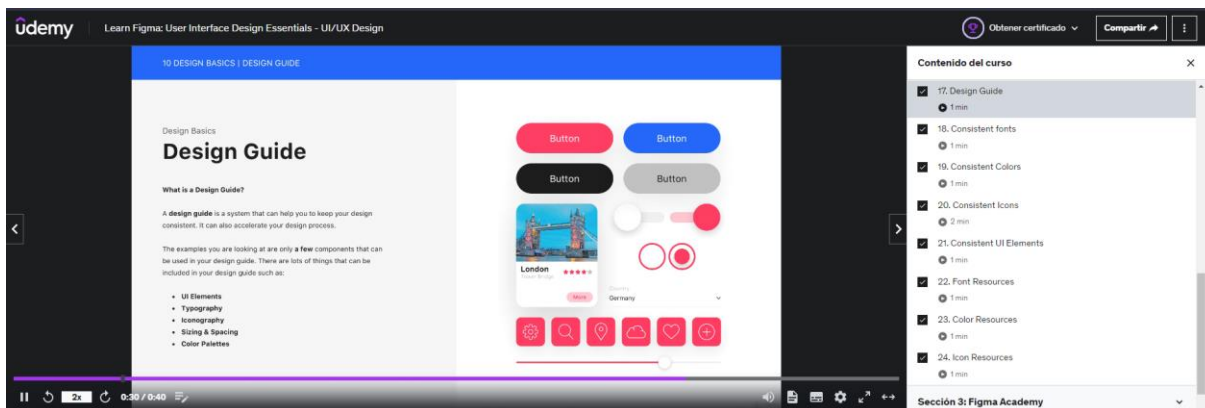 ûdemy
Learn Figma: User Interface Design Essentials - UI/UX Design
Obtener certificado
Compartir
10 DESIGN BASICS | DESIGN GUIDE
Design Basics
Design Guide
What is a Design Guide?
A design guide is a system that can help you to keep your design
consistent. It can also accelerate your design process.
The examples you are looking at are only a few components that can
be used in your design guide. There are lots of things that can be
included in your design guide such as:
• UI Elements
• Typography
• Iconography
• Sizing & Spacing
• Color Palettes
Button
Button
Button
Button
London
Tower Bridge
More
Country
Germany
2x
0:30 / 0:40
Contenido del curso
17. Design Guide
1 min
18. Consistent fonts
1 min
19. Consistent Colors
1 min
20. Consistent Icons
2 min
21. Consistent UI Elements
1 min
22. Font Resources
1 min
23. Color Resources
1 min
24. Icon Resources
1 min
Sección 3: Figma Academy